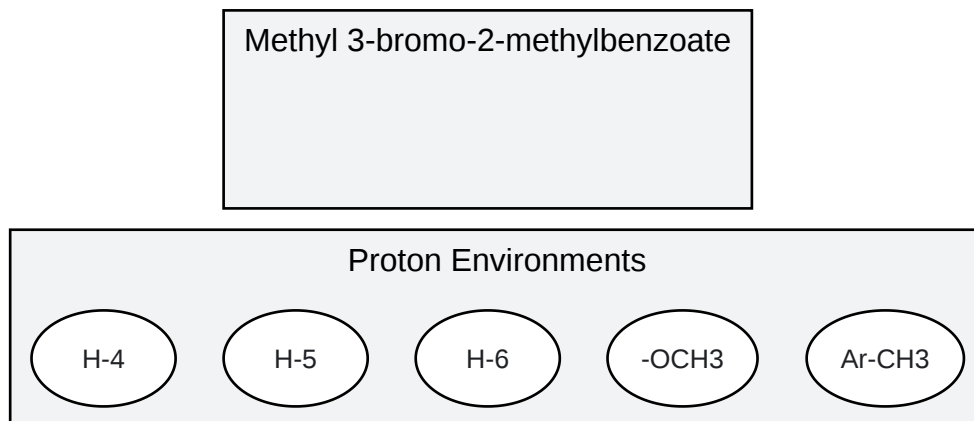 Methyl 3-bromo-2-methylbenzoate
Proton Environments
H-4
H-5
H-6
-OCH3
Ar-CH3